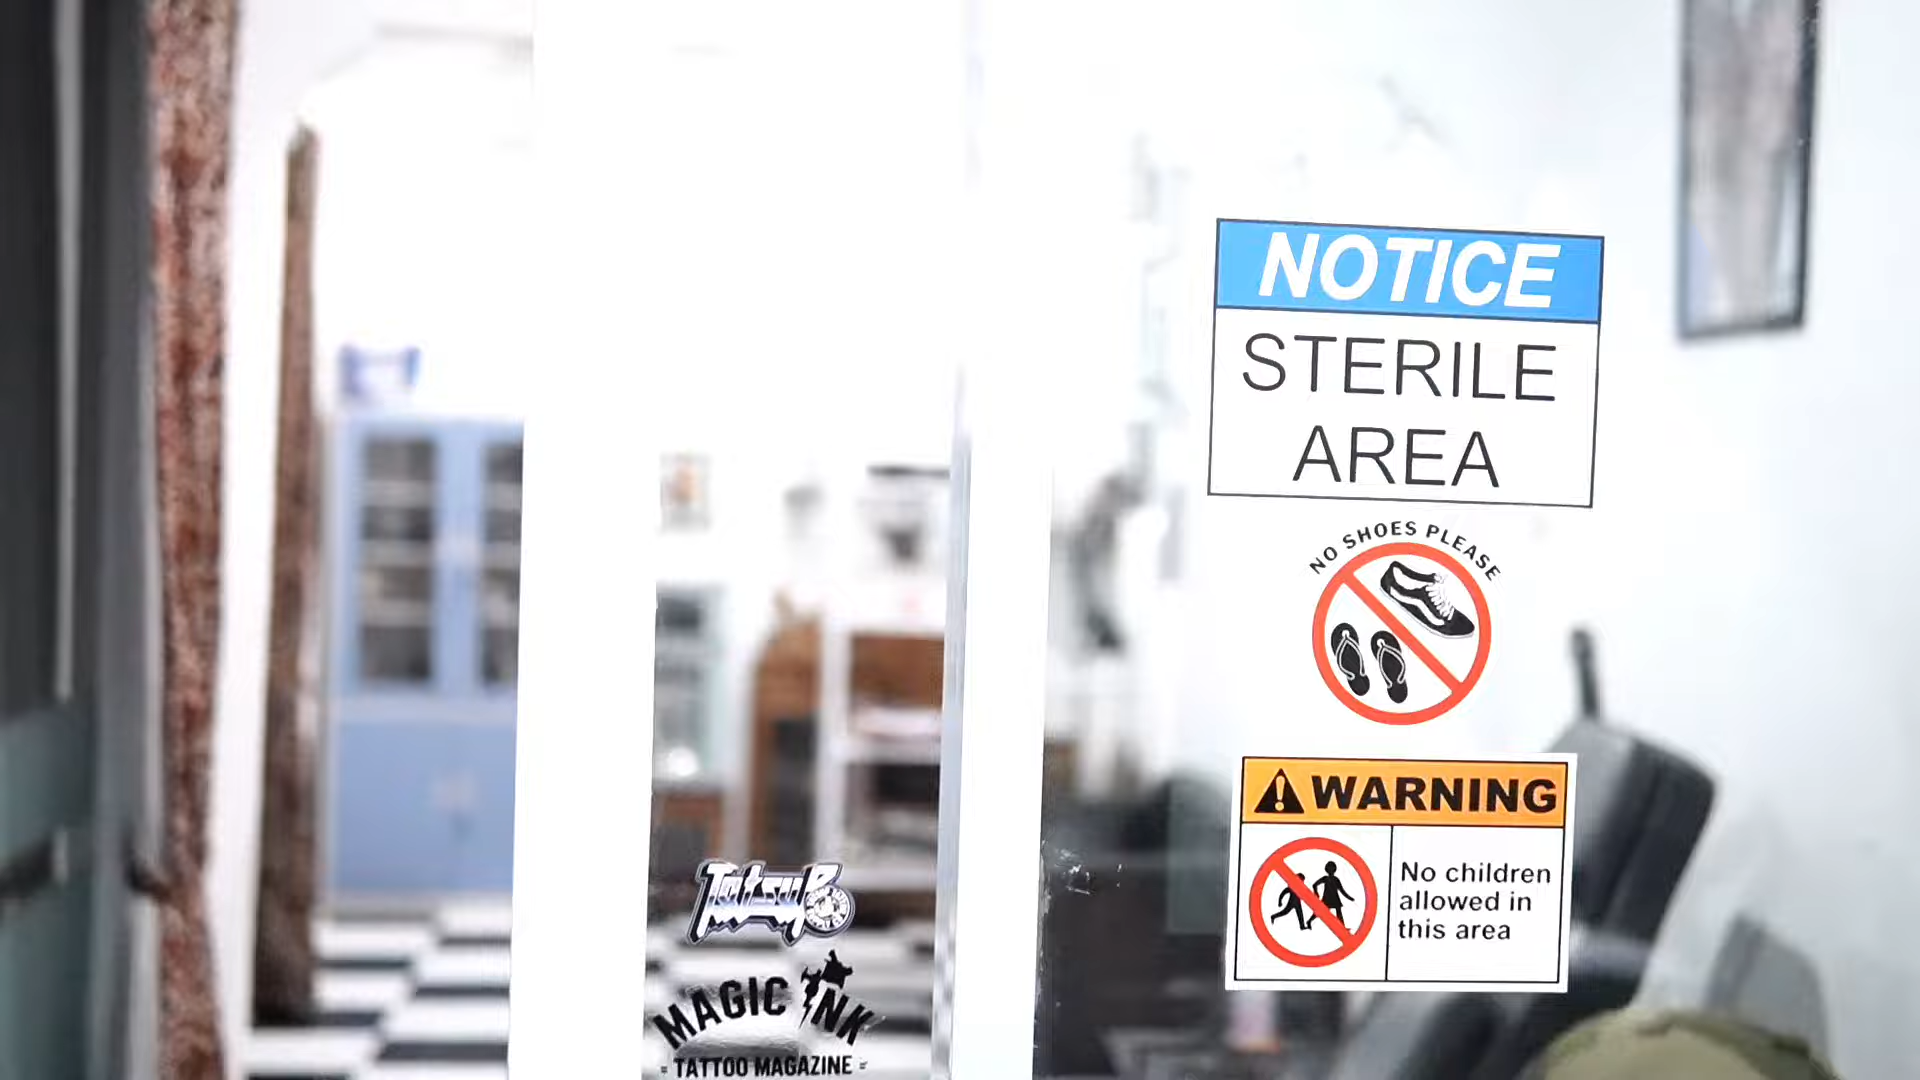 NOTICE
STERILE
AREA
NO SHOES PLEASE
WARNING
No children
allowed in
this area
MAGIC INK
- TATTOO MAGAZINE -